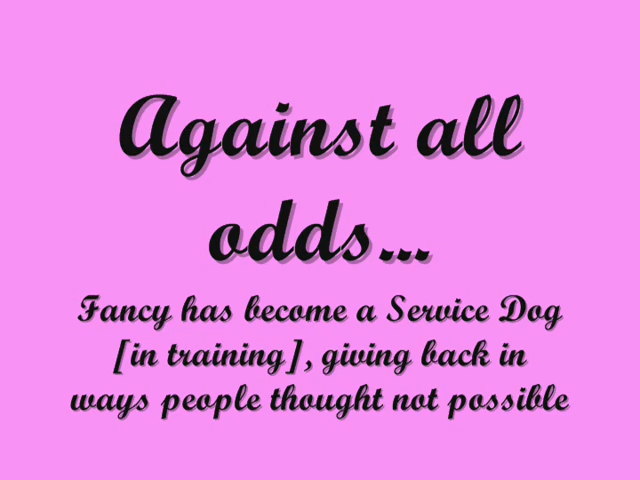 Against all
odds...
Fancy has become a Service Dog
[in training], giving back in
ways people thought not possible